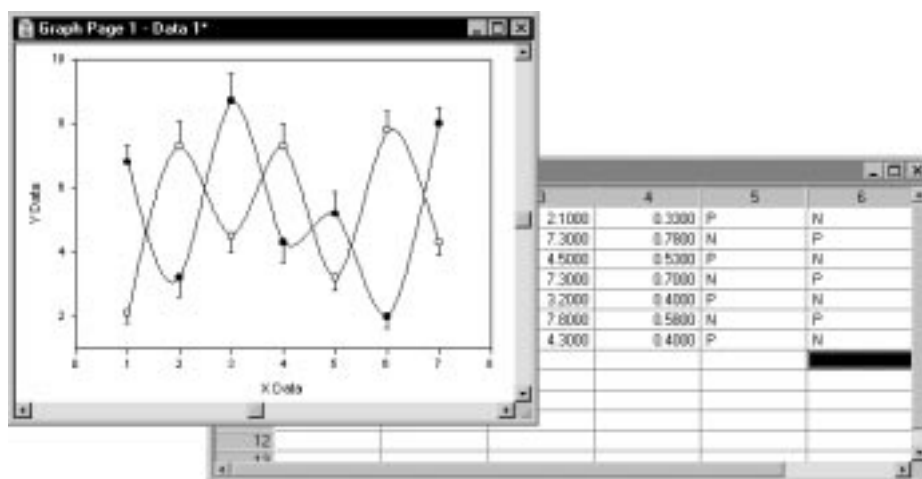 Graph Page 1 - Data 1*
10
8
6
4
2
Y Data
0 1 2 3 4 5 6 7 8
X Data
3 4 5 6
2.1000 0.3300 P N
7.3000 0.7800 N P
4.5000 0.5300 P N
7.3000 0.7000 N P
3.2000 0.4000 P N
7.8000 0.5800 N P
4.3000 0.4000 P N
12
13